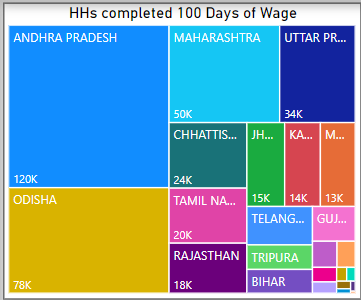 HHs completed 100 Days of Wage
ANDHRA PRADESH
120K
ODISHA
78K
MAHARASHTRA
50K
UTTAR PR...
34K
CHHATTIS...
24K
JH...
15K
KA...
14K
M...
13K
TAMIL NA...
20K
RAJASTHAN
18K
TELANG...
GUJ...
TRIPURA
BIHAR